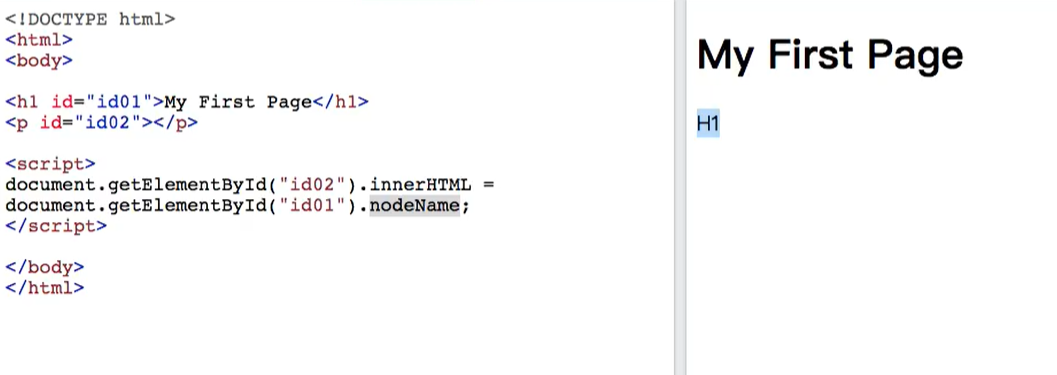 <!DOCTYPE html>
<html>
<body>
<h1 id="id01">My First Page</h1>
<p id="id02"></p>
<script>
document.getElementById("id02").innerHTML =
document.getElementById("id01").nodeName;
</script>
</body>
</html>
My First Page
H1